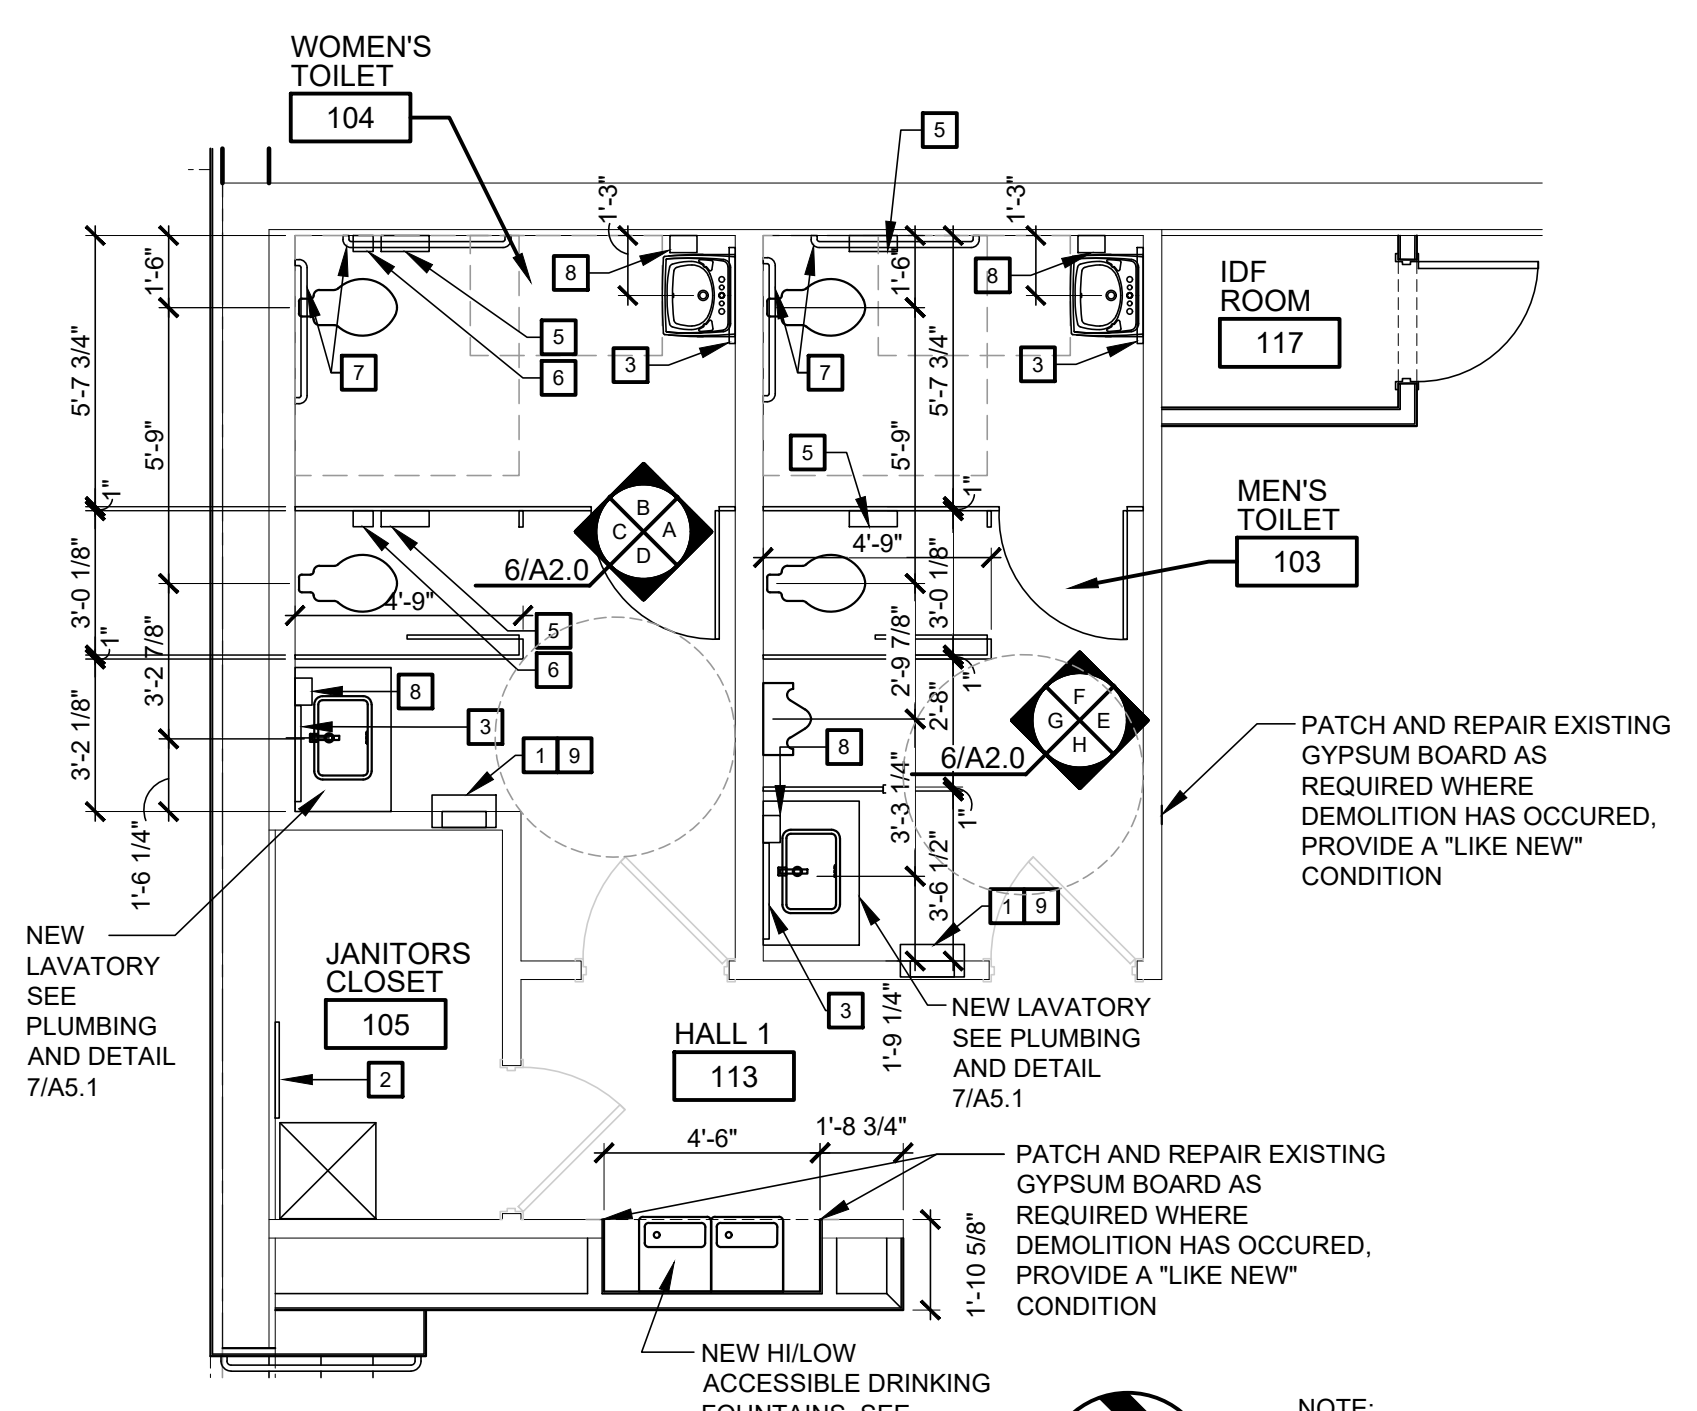 WOMEN'S
TOILET
104
5
1'-3"
1'-3"
1'-6"
8
1'-6"
8
IDF
ROOM
117
5
5'-7 3/4"
7
6
3
7
5'-7 3/4"
3
5'-9"
5
5'-9"
1"
1"
MEN'S
TOILET
103
B
C
A
D
6/A2.0
4'-9"
3'-0 1/8"
4'-9"
3'-0 1/8"
5
1"
6
3'-2 7/8"
2'-9 7/8"
1"
8
3
3'-2 1/8"
2'-8"
F
G
E
H
6/A2.0
8
1 9
3'-3 1/4"
1"
1'-6 1/4"
3'-6 1/2"
1 9
PATCH AND REPAIR EXISTING
GYPSUM BOARD AS
REQUIRED WHERE
DEMOLITION HAS OCCURED,
PROVIDE A "LIKE NEW"
CONDITION
NEW
LAVATORY
SEE
PLUMBING
AND DETAIL
7/A5.1
JANITORS
CLOSET
105
2
HALL 1
113
3
1'-9 1/4"
NEW LAVATORY
SEE PLUMBING
AND DETAIL
7/A5.1
4'-6"
1'-8 3/4"
PATCH AND REPAIR EXISTING
GYPSUM BOARD AS
REQUIRED WHERE
DEMOLITION HAS OCCURED,
PROVIDE A "LIKE NEW"
CONDITION
1'-10 5/8"
NEW HI/LOW
ACCESSIBLE DRINKING
FOUNTAINS, SEE
NOTE: